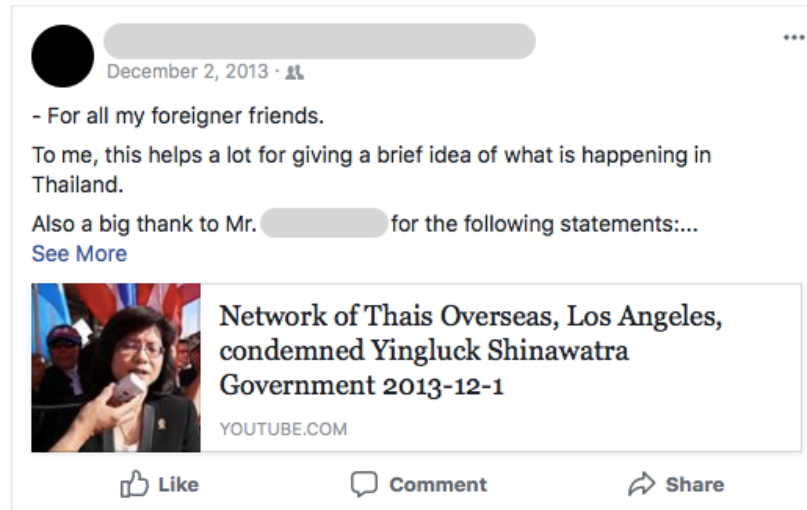 December 2, 2013 ·
- For all my foreigner friends.
To me, this helps a lot for giving a brief idea of what is happening in
Thailand.
Also a big thank to Mr. for the following statements:...
See More
Network of Thais Overseas, Los Angeles,
condemned Yingluck Shinawatra
Government 2013-12-1
YOUTUBE.COM
Like Comment Share